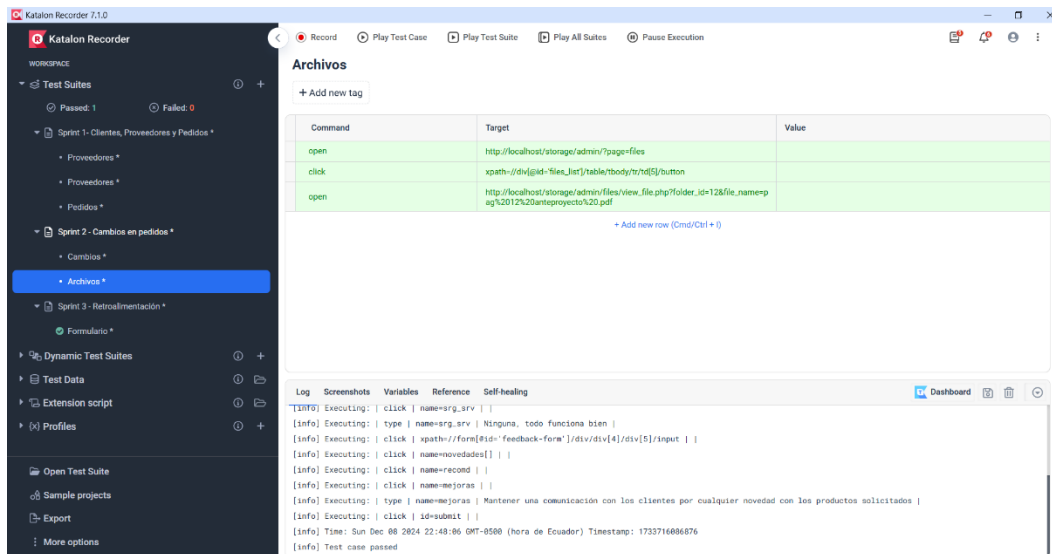 Katalon Recorder 7.1.0
Katalon Recorder
WORKSPACE
Test Suites
Passed: 1 Failed: 0
Sprint 1- Clientes, Proveedores y Pedidos *
Proveedores *
Proveedores *
Pedidos *
Sprint 2 - Cambios en pedidos *
Cambios *
Archivos *
Sprint 3 - Retroalimentación *
Formulario *
Dynamic Test Suites
Test Data
Extension script
Profiles
Open Test Suite
Sample projects
Export
More options
Record Play Test Case Play Test Suite Play All Suites Pause Execution
Archivos
+ Add new tag
Command Target Value
open http://localhost/storage/admin/?page=files
click xpath=//div[@id='files_list']/table/tbody/tr/td[5]/button
open http://localhost/storage/admin/files/view_file.php?folder_id=12&file_name=p
ag%2012%20anteproyecto%20.pdf
+ Add new row (Cmd/Ctrl + I)
Log Screenshots Variables Reference Self-healing Dashboard
[info] Executing: | click | name=srg_srv | |
[info] Executing: | type | name=srg_srv | Ninguna, todo funciona bien |
[info] Executing: | click | xpath=//form[@id='feedback-form']/div/div[4]/div[5]/input | |
[info] Executing: | click | name=novedades[] | |
[info] Executing: | click | name=recomd | |
[info] Executing: | click | name=mejoras | |
[info] Executing: | type | name=mejoras | Mantener una comunicación con los clientes por cualquier novedad con los productos solicitados |
[info] Executing: | click | id=submit | |
[info] Time: Sun Dec 08 2024 22:48:06 GMT-0500 (hora de Ecuador) Timestamp: 1733716086876
[info] Test case passed